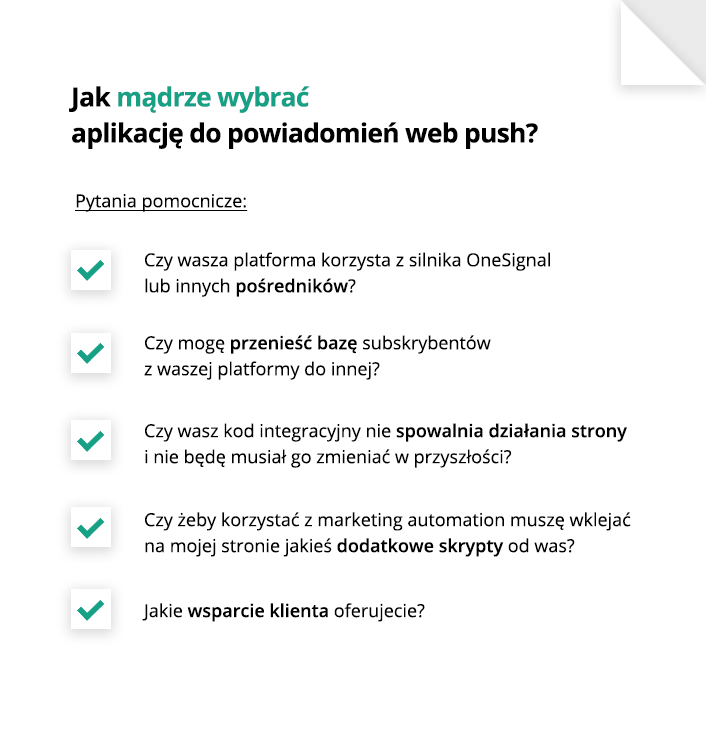 Jak mądrze wybrać
aplikację do powiadomień web push?
Pytania pomocnicze:
Czy wasza platforma korzysta z silnika OneSignal
lub innych pośredników?
Czy mogę przenieść bazę subskrybentów
z waszej platformy do innej?
Czy wasz kod integracyjny nie spowalnia działania strony
i nie będę musiał go zmieniać w przyszłości?
Czy żeby korzystać z marketing automation muszę wklejać
na mojej stronie jakieś dodatkowe skrypty od was?
Jakie wsparcie klienta oferujecie?